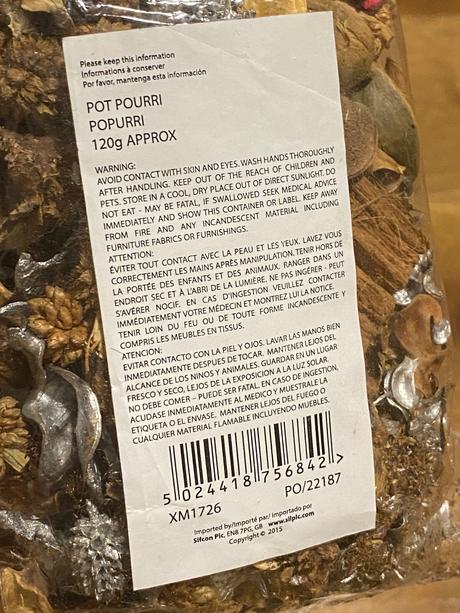 Please keep this information
Informations à conserver
Por favor, mantenga esta información
POT POURRI
POPURRI
120g APPROX
WARNING:
AVOID CONTACT WITH SKIN AND EYES. WASH HANDS THOROUGHLY
AFTER HANDLING. KEEP OUT OF THE REACH OF CHILDREN AND
PETS. STORE IN A COOL, DRY PLACE OUT OF DIRECT SUNLIGHT. DO
NOT EAT - MAY BE FATAL, IF SWALLOWED SEEK MEDICAL ADVICE
IMMEDIATELY AND SHOW THIS CONTAINER OR LABEL. KEEP AWAY
FROM FIRE AND ANY INCANDESCENT MATERIAL INCLUDING
FURNITURE FABRICS OR FURNISHINGS.
ATTENTION:
ÉVITER TOUT CONTACT AVEC LA PEAU ET LES YEUX. LAVEZ VOUS
CORRECTEMENT LES MAINS APRÈS MANIPULATION. TENIR HORS DE
LA PORTÉE DES ENFANTS ET DES ANIMAUX. RANGER DANS UN
ENDROIT SEC ET À L'ABRI DE LA LUMIÈRE. NE PAS INGÉRER - PEUT
S'AVÉRER NOCIF. EN CAS D'INGESTION VEUILLEZ CONTACTER
IMMÉDIATEMENT VOTRE MÉDECIN ET MONTREZ LUI LA NOTICE.
TENIR LOIN DU FEU OU DE TOUTE FORME INCANDESCENTE Y
COMPRIS LES MEUBLES EN TISSUS.
ATENCION:
EVITAR CONTACTO CON LA PIEL Y OJOS. LAVAR LAS MANOS BIEN
INMEDIATAMENTE DESPUES DE TOCAR. MANTENER LEJOS DEL
ALCANCE DE LOS NINOS Y ANIMALES. GUARDAR EN UN LUGAR
FRESCO Y SECO, LEJOS DE LA EXPOSICION A LA LUZ SOLAR.
NO DEBE COMER – PUEDE SER FATAL. EN CASO DE INGESTION,
ACUDASE INMEDIATAMENTE AL MEDICO Y MUESTRALE LA
ETIQUETA O EL ENVASE. MANTENER LEJOS DEL FUEGO O
CUALQUIER MATERIAL FLAMABLE INCLUYENDO MUEBLES.
5 024418 756842 >
XM1726 PO/22187
Imported by/Importé par/ Importado por
Sifcon Plc, EN8 7PG, GB www.silplc.com
Copyright © 2015